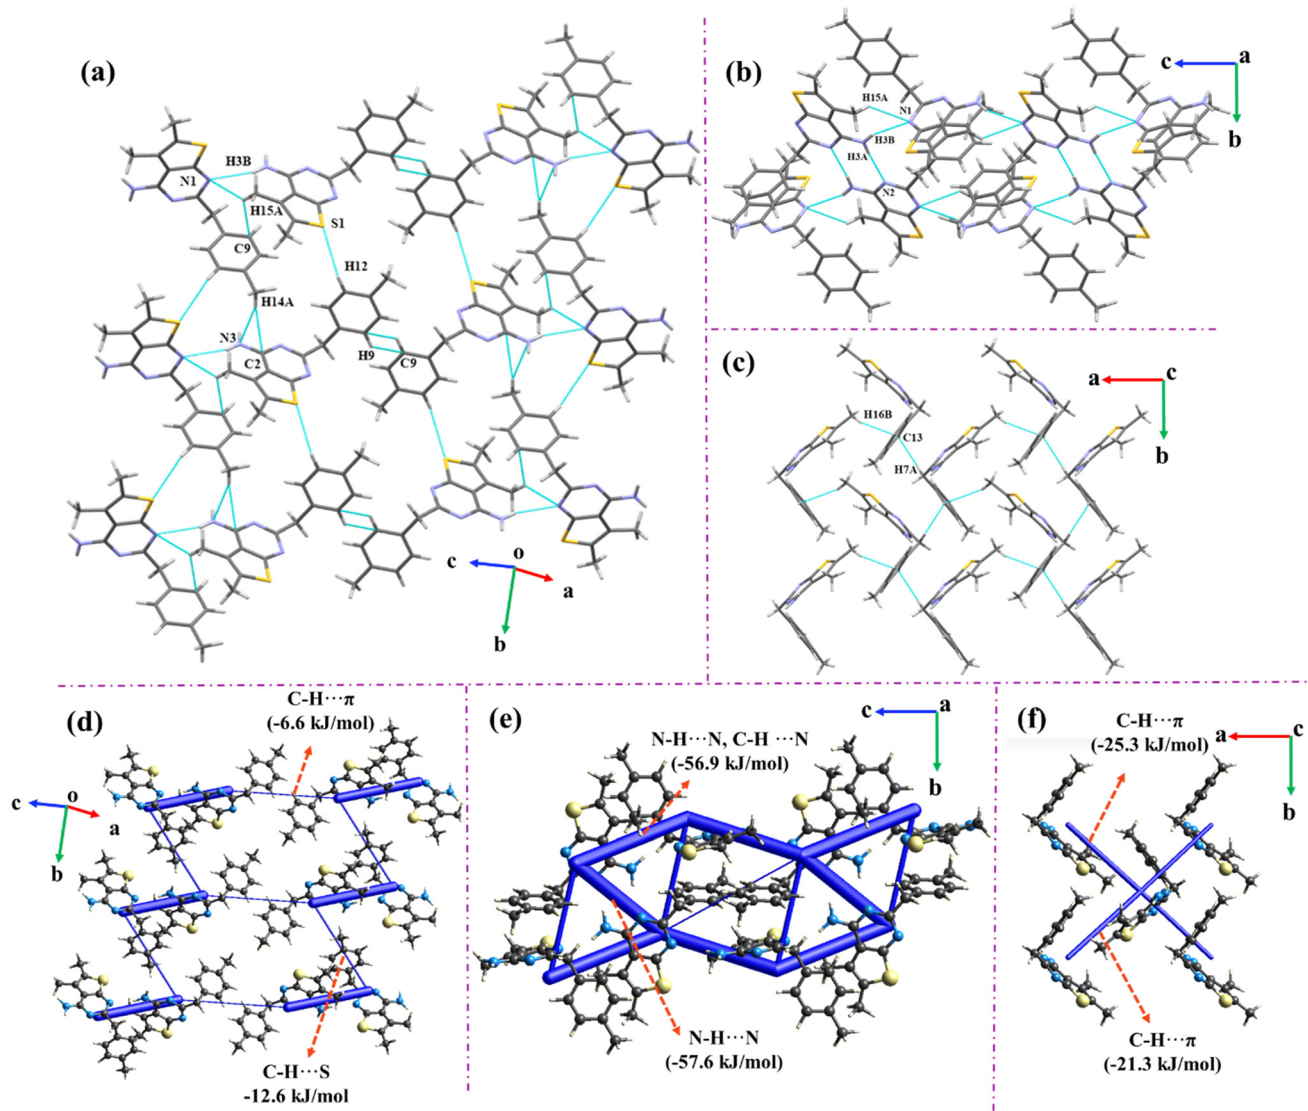 (a)
H3B
N1
H15A
S1
C9
H12
H14A
N3
C2
H9
C9
c
o
a
b
(b)
c
a
b
H15A
N1
H3B
H3A
N2
(c)
a
c
b
H16B
C13
H7A
(d)
C-H···π
(-6.6 kJ/mol)
c
o
a
b
C-H···S
-12.6 kJ/mol
(e)
N-H···N, C-H ···N
(-56.9 kJ/mol)
c
a
b
N-H···N
(-57.6 kJ/mol)
(f)
C-H···π
(-25.3 kJ/mol)
a
c
b
C-H···π
(-21.3 kJ/mol)